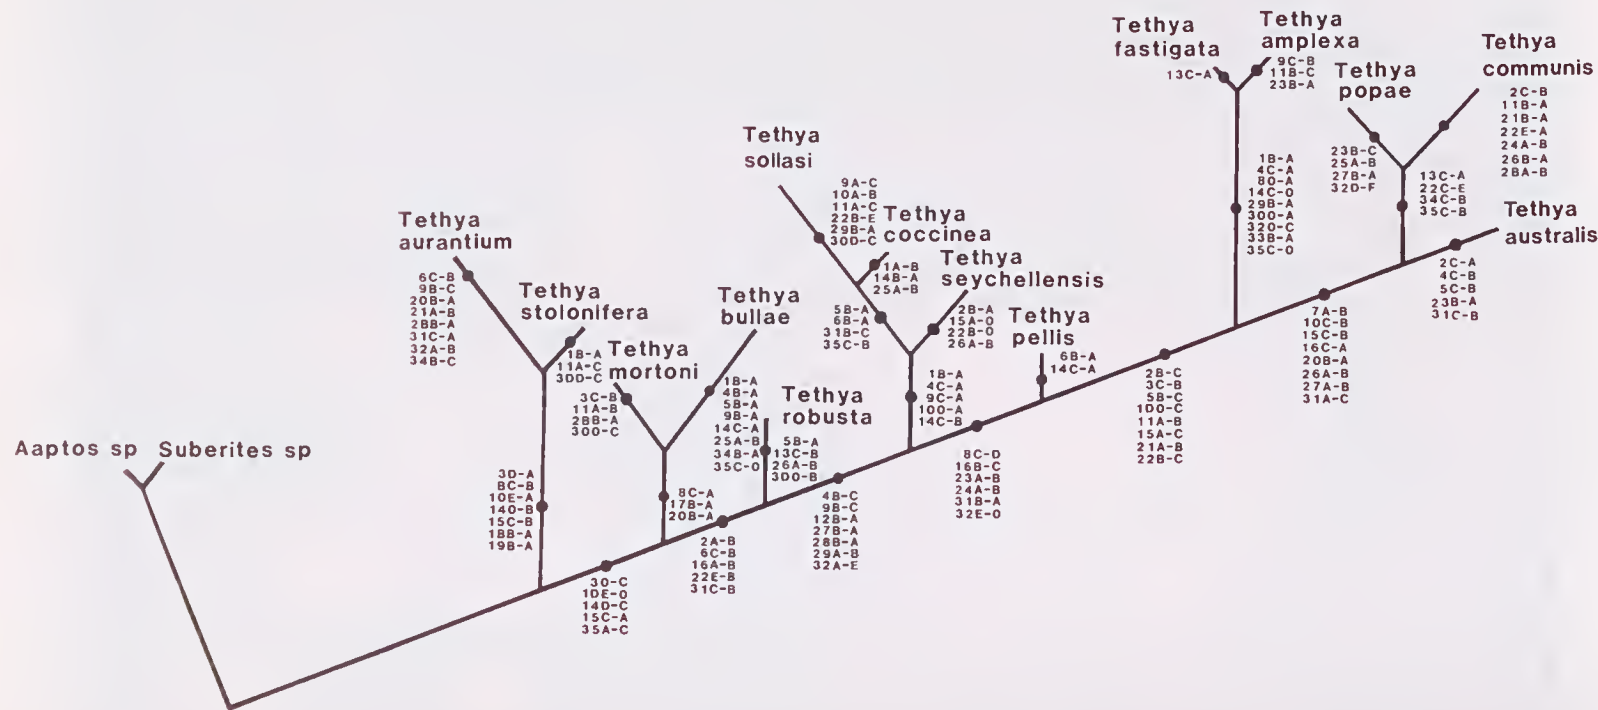 Tethya
fastigata
13C-A
Tethya
amplexa
9C-B
11B-C
23B-A
Tethya
popae
23B-C
25A-B
27B-A
32D-F
Tethya
communis
2C-B
11B-A
21B-A
22E-A
24A-B
26B-A
28A-B
13C-A
22C-E
34C-B
35C-B
Tethya
australis
2C-A
4C-B
5C-B
23B-A
31C-B
1B-A
4C-A
8D-A
14C-D
29B-A
30D-A
32D-C
33B-A
35C-D
7A-B
10C-B
15C-B
16C-A
20B-A
26A-B
27A-B
31A-C
Tethya
sollasi
9A-C
10A-B
11A-C
22B-E
29B-A
30D-C
Tethya
coccinea
1A-B
14B-A
25A-B
Tethya
seychellensis
2B-A
15A-D
22B-D
26A-B
5B-A
6B-A
31B-C
35C-B
1B-A
4C-A
9C-A
10D-A
14C-B
Tethya
pellis
6B-A
14C-A
2B-C
3C-B
5B-C
10D-C
11A-B
15A-C
21A-B
22B-C
8C-D
16B-C
23A-B
24A-B
31B-A
32E-D
Tethya
aurantium
6C-B
9B-C
20B-A
21A-B
28B-A
31C-A
32A-B
34B-C
Tethya
stolonifera
1B-A
11A-C
30D-C
Tethya
mortoni
3C-B
11A-B
28B-A
30D-C
Tethya
bullae
1B-A
4B-A
5B-A
9B-A
14C-A
25A-B
34B-A
35C-D
Tethya
robusta
5B-A
13C-B
26A-B
30D-B
4B-C
9B-C
12B-A
27B-A
28B-A
29A-B
32A-E
8C-A
17B-A
20B-A
2A-B
6C-B
16A-B
22E-B
31C-B
3D-A
8C-B
10E-A
14D-B
15C-B
18B-A
19B-A
3D-C
10E-D
14D-C
15C-A
35A-C
Aaptos sp Suberites sp